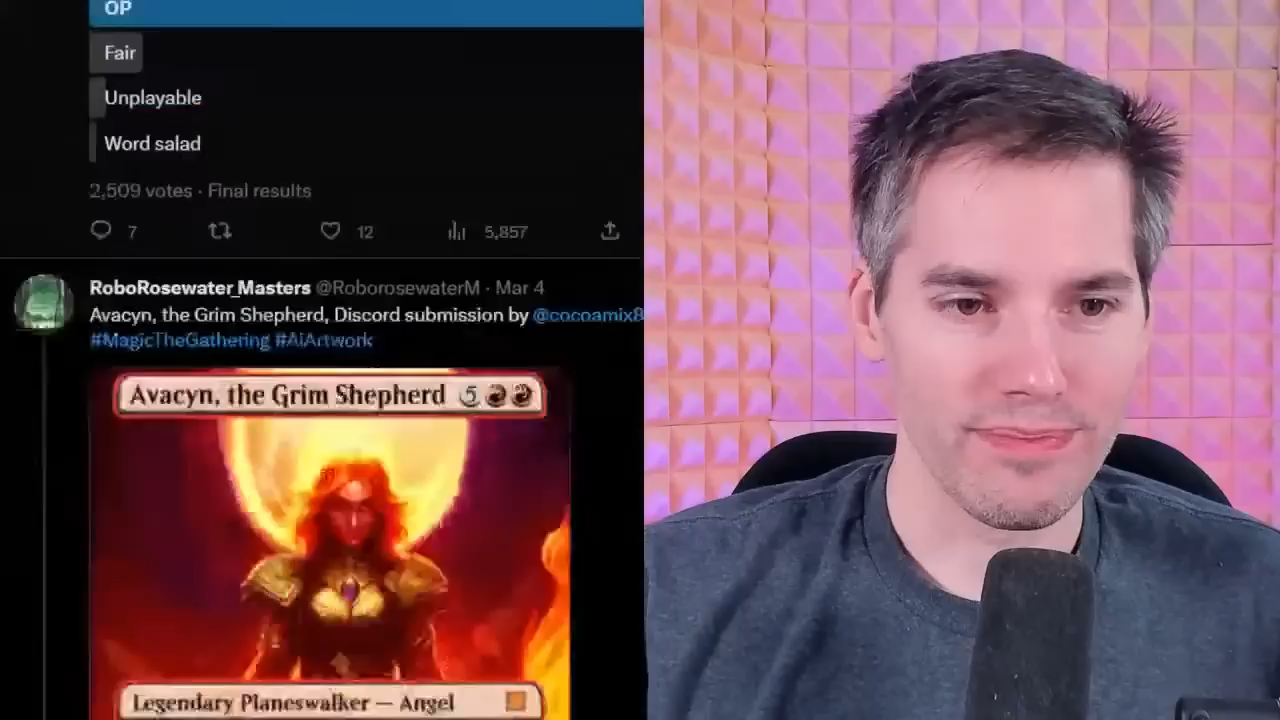 OP
Fair
Unplayable
Word salad
2,509 votes · Final results
7 12 5,857
RoboRosewater_Masters @RoborosewaterM · Mar 4
Avacyn, the Grim Shepherd, Discord submission by @cocoamix8
#MagicTheGathering #AiArtwork
Avacyn, the Grim Shepherd 5
Legendary Planeswalker — Angel